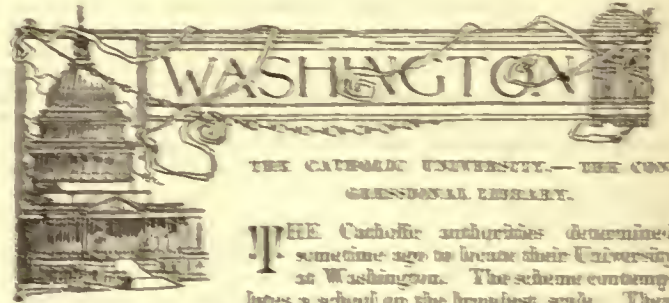 WASHINGTON
THE CATHOLIC UNIVERSITY.— THE CON-
GRESSIONAL LIBRARY.
THE Catholic authorities determined
sometime ago to locate their University
at Washington. The scheme contemp-
lates a school on the broadest scale. The